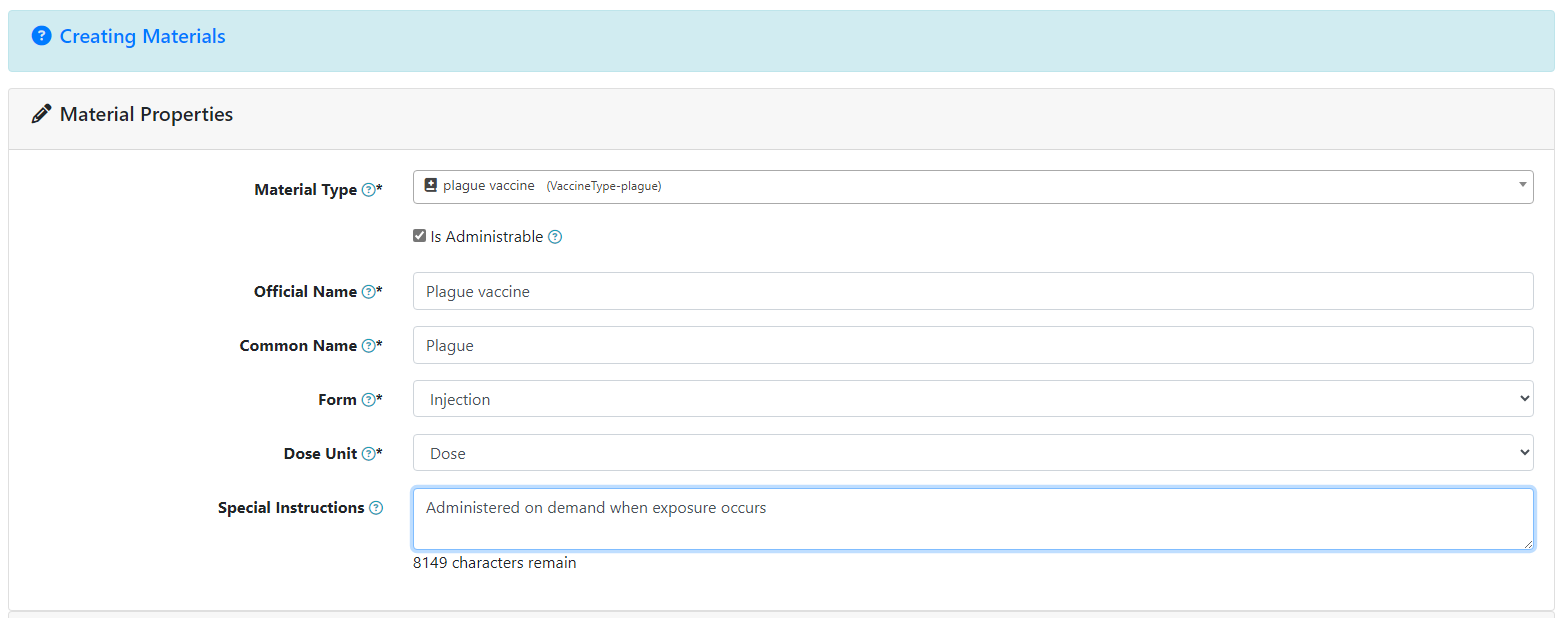 Creating Materials
Material Properties
Material Type ?* plague vaccine (VaccineType-plague)
Is Administrable ?
Official Name ?* Plague vaccine
Common Name ?* Plague
Form ?* Injection
Dose Unit ?* Dose
Special Instructions ? Administered on demand when exposure occurs
8149 characters remain